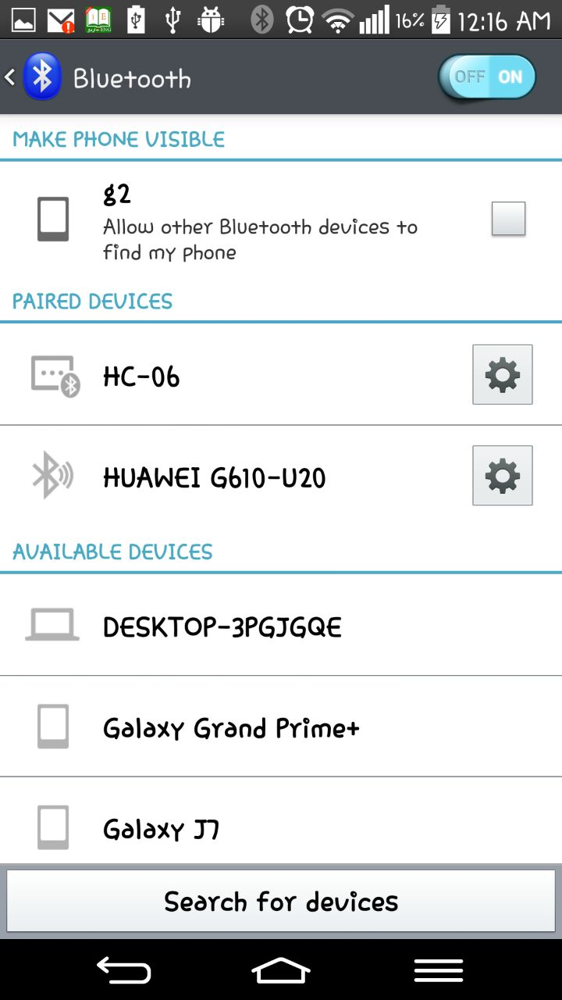 16% 12:16 AM
Bluetooth OFF ON
MAKE PHONE VISIBLE
g2
Allow other Bluetooth devices to
find my Phone
PAIRED DEVICES
HC-06
HUAWEI G610-U20
AVAILABLE DEVICES
DESKTOP-3PGJGQE
Galaxy Grand Prime+
Galaxy J7
Search for devices